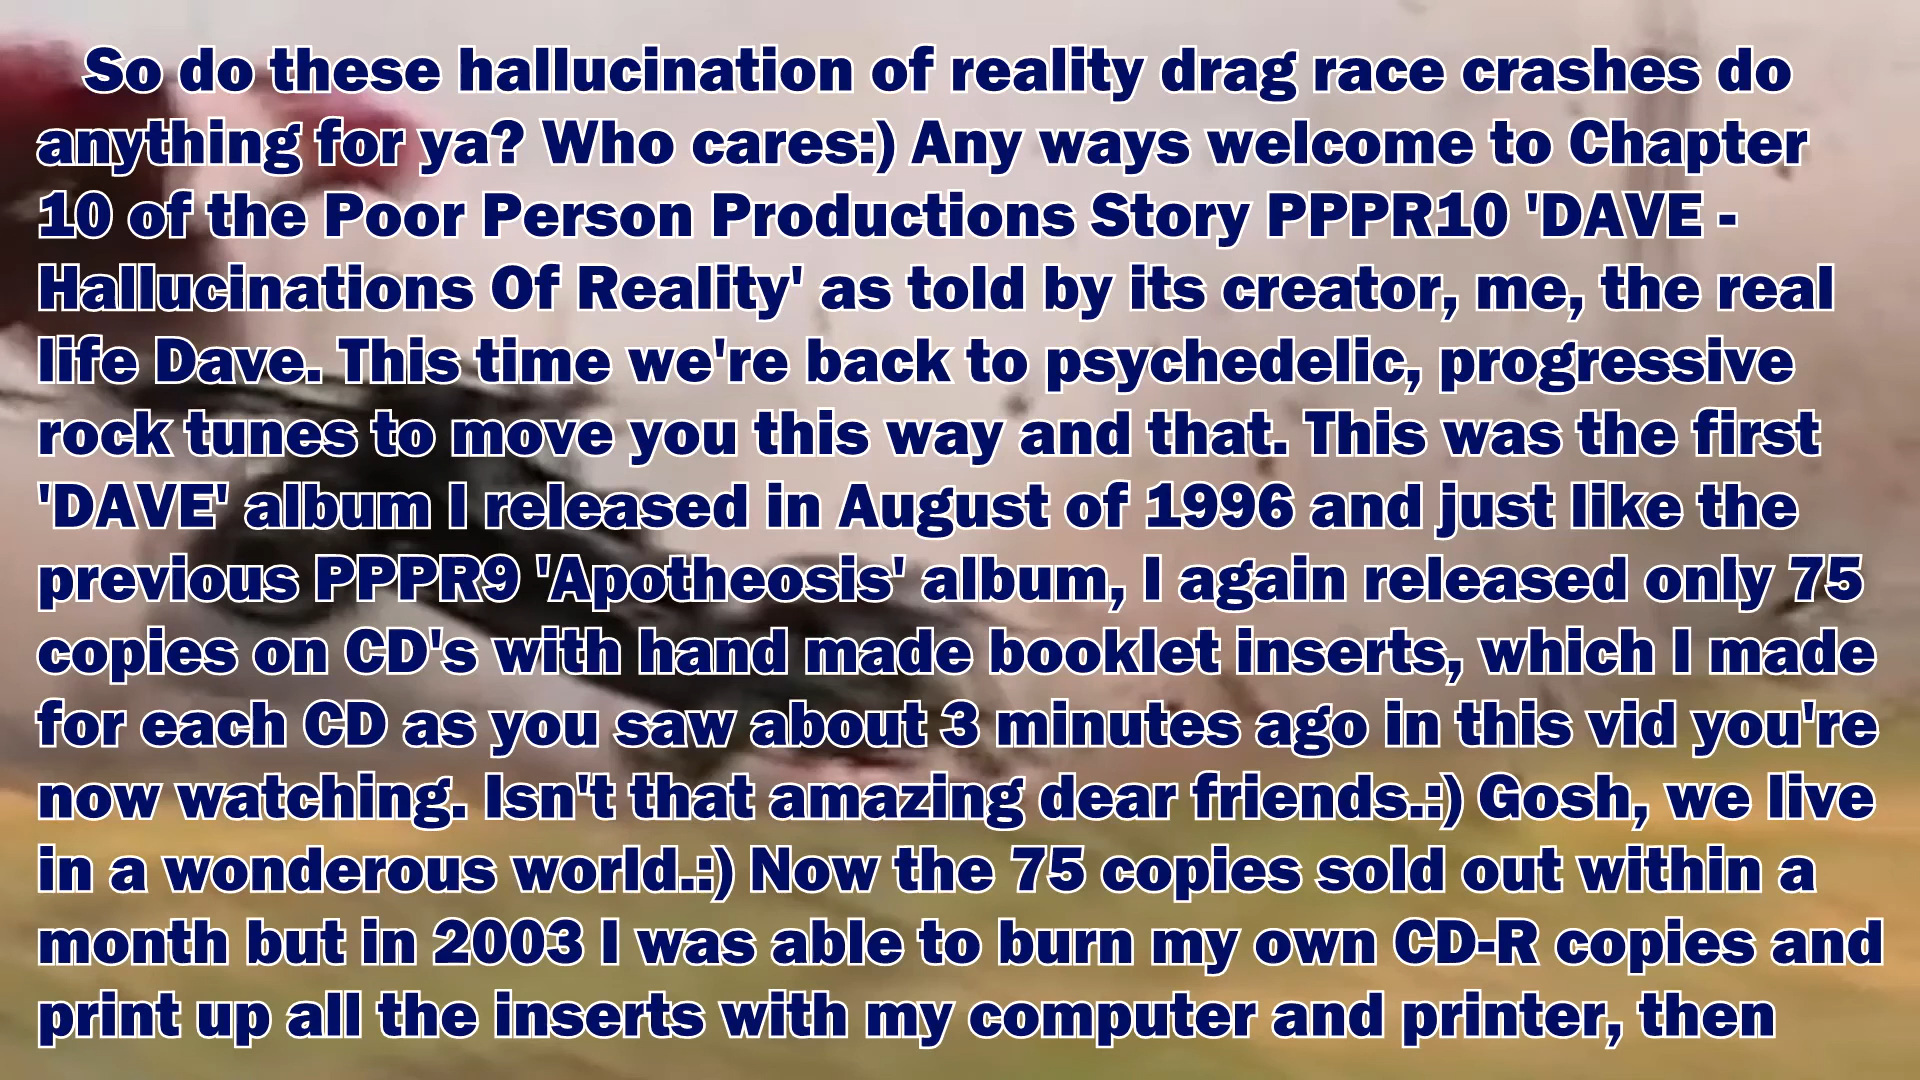 So do these hallucination of reality drag race crashes do
anything for ya? Who cares:) Any ways welcome to Chapter
10 of the Poor Person Productions Story PPPR10 'DAVE -
Hallucinations Of Reality' as told by its creator, me, the real
life Dave. This time we're back to psychedelic, progressive
rock tunes to move you this way and that. This was the first
'DAVE' album I released in August of 1996 and just like the
previous PPPR9 'Apotheosis' album, I again released only 75
copies on CD's with hand made booklet inserts, which I made
for each CD as you saw about 3 minutes ago in this vid you're
now watching. Isn't that amazing dear friends.:) Gosh, we live
in a wonderous world.:) Now the 75 copies sold out within a
month but in 2003 I was able to burn my own CD-R copies and
print up all the inserts with my computer and printer, then